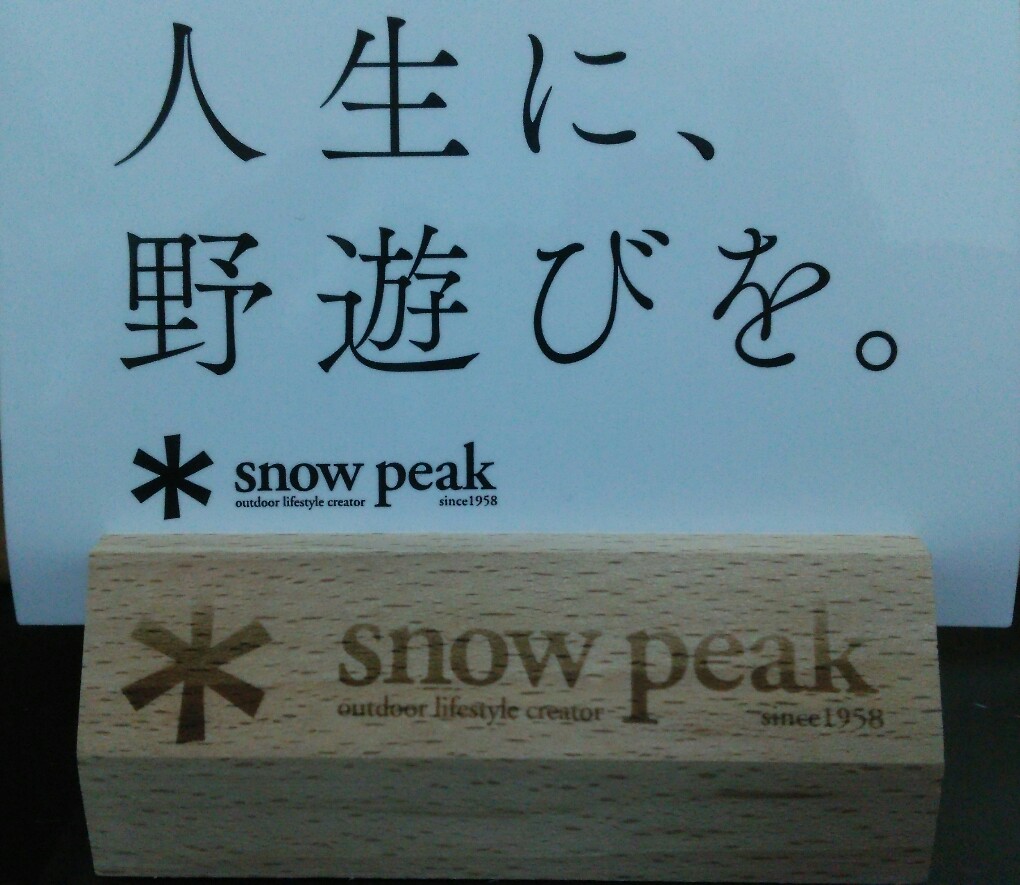 人生に、
野遊びを。
snow peak
outdoor lifestyle creator since1958
snow peak
outdoor lifestyle creator since1958